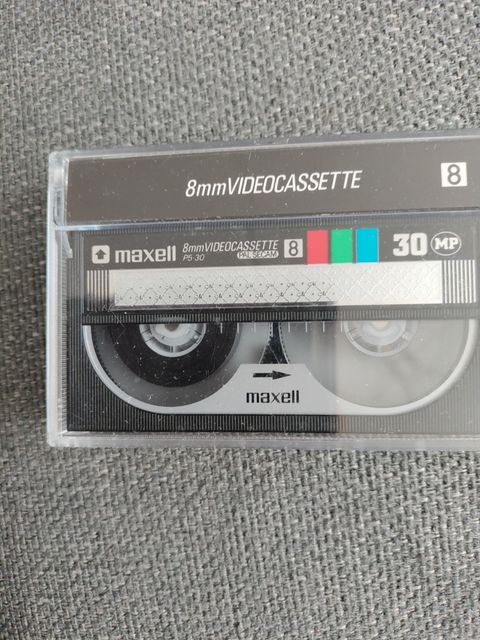 8mmVIDEOCASSETTE 8
maxell 8mmVIDEOCASSETTE 8 30 MP
P5-30 PAL/SECAM
maxell